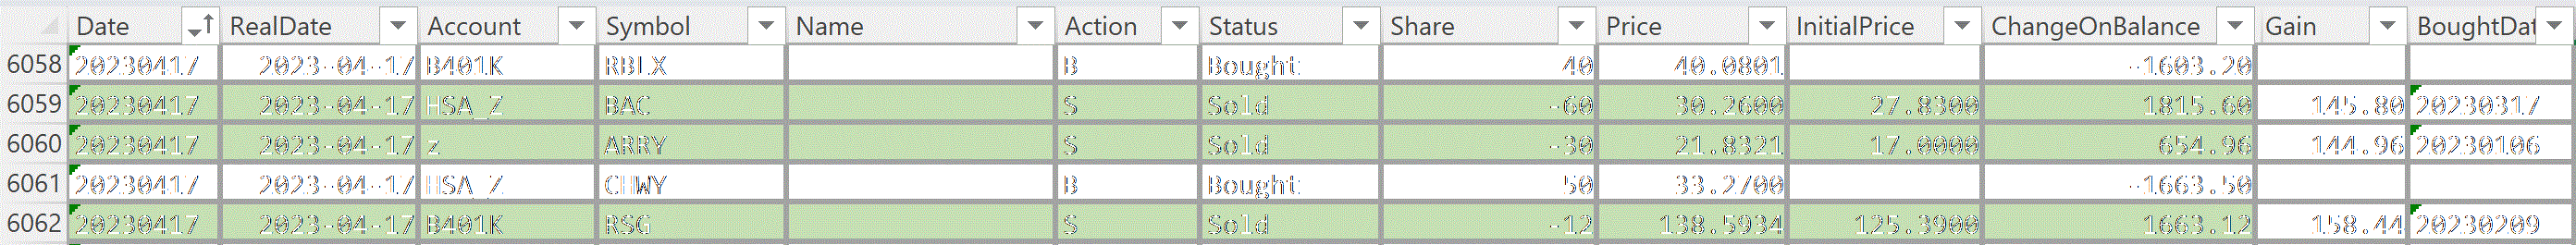 Date RealDate Account Symbol Name Action Status Share Price InitialPrice ChangeOnBalance Gain BoughtDat
6058 20230417 2023-04-17 B401K RBLX B Bought 40 40.0801 -1603.20
6059 20230417 2023-04-17 HSA_Z BAC S Sold -60 30.2600 27.8300 1815.60 145.80 20230317
6060 20230417 2023-04-17 z ARRY S Sold -30 21.8321 17.0000 654.96 144.96 20230106
6061 20230417 2023-04-17 HSA_Z CHWY B Bought 50 33.2700 -1663.50
6062 20230417 2023-04-17 B401K RSG S Sold -12 138.5934 125.3900 1663.12 158.44 20230209